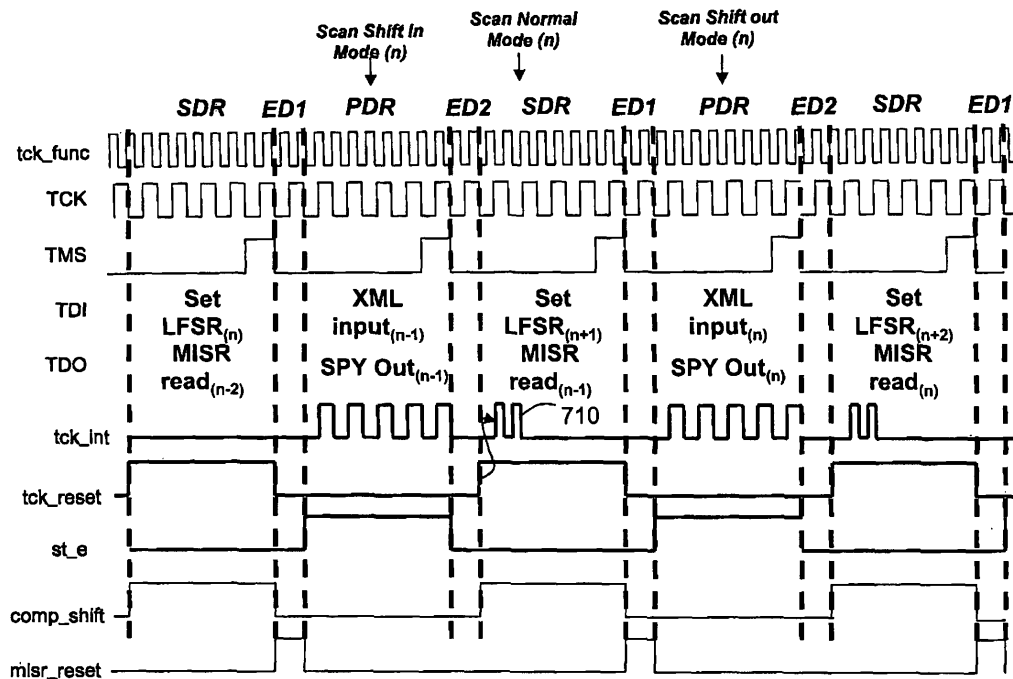 Scan Shift In
Mode (n)
Scan Normal
Mode (n)
Scan Shift out
Mode (n)
SDR ED1 PDR ED2 SDR ED1 PDR ED2 SDR ED1
tck_func
TCK
TMS
TDI
TDO
Set
LFSR(n)
MISR
read(n-2)
XML
input(n-1)
SPY Out(n-1)
Set
LFSR(n+1)
MISR
read(n-1)
XML
input(n)
SPY Out(n)
Set
LFSR(n+2)
MISR
read(n)
710
tck_int
tck_reset
st_e
comp_shift
misr_reset